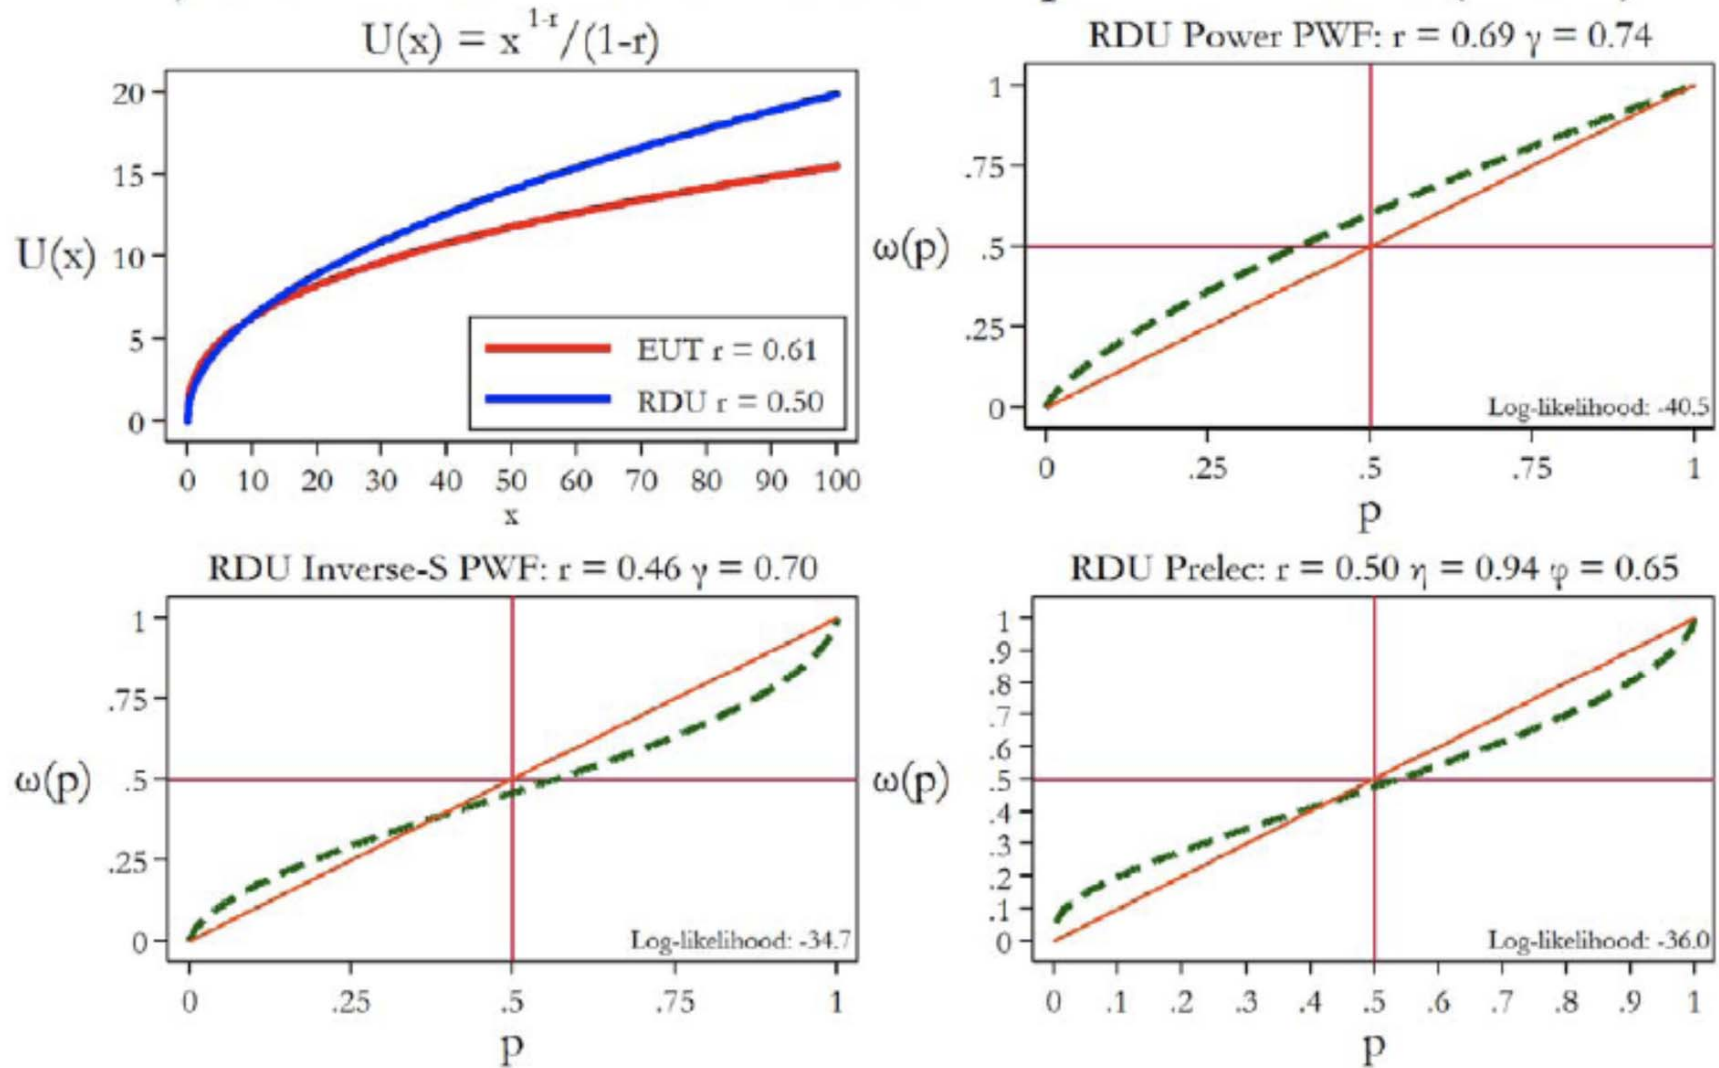 U(x) = x^1-r/(1-r)
20
15
U(x) 10
5
0
EUT r = 0.61
RDU r = 0.50
0 10 20 30 40 50 60 70 80 90 100
x
RDU Power PWF: r = 0.69 γ = 0.74
1
.75
ω(p) .5
.25
0
Log-likelihood: -40.5
0 .25 .5 .75 1
p
RDU Inverse-S PWF: r = 0.46 γ = 0.70
1
.75
ω(p) .5
.25
0
Log-likelihood: -34.7
0 .25 .5 .75 1
p
RDU Prelec: r = 0.50 η = 0.94 φ = 0.65
1
.9
.8
.7
.6
ω(p) .5
.4
.3
.2
.1
0
Log-likelihood: -36.0
0 .1 .2 .3 .4 .5 .6 .7 .8 .9 1
p